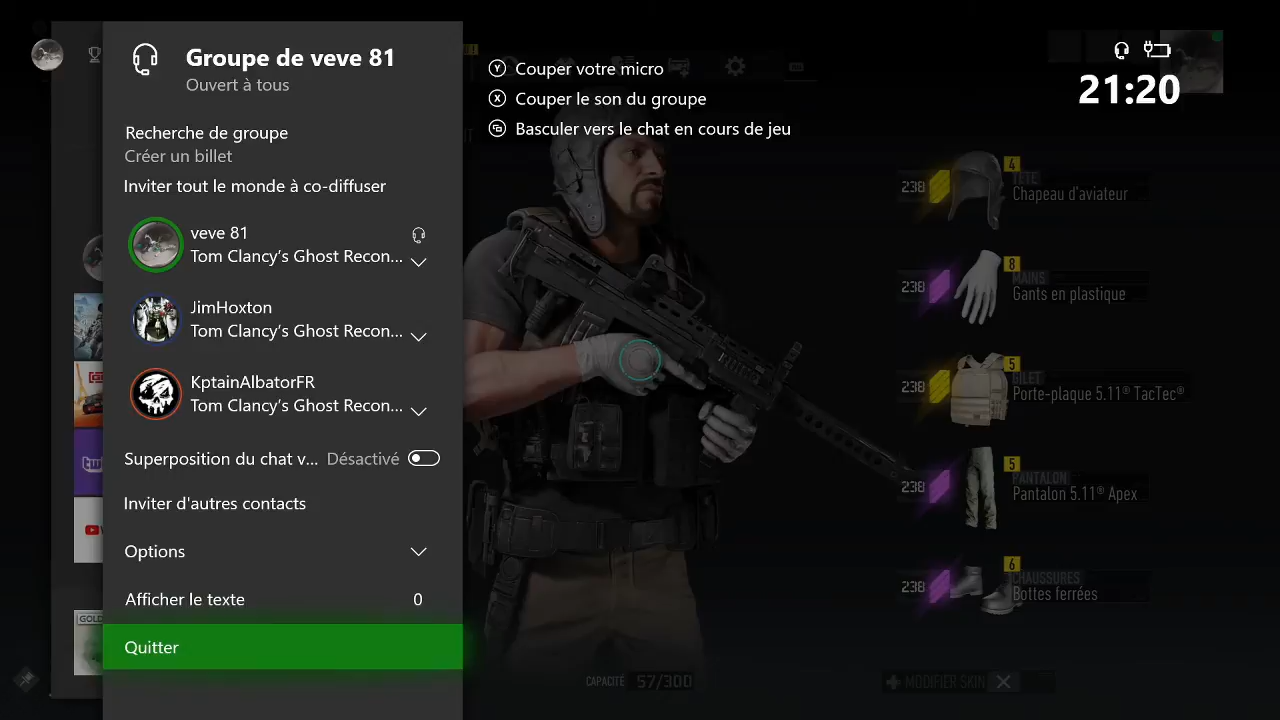 Groupe de veve 81
Ouvert à tous
Recherche de groupe
Créer un billet
Inviter tout le monde à co-diffuser
veve 81
Tom Clancy's Ghost Recon...
JimHoxton
Tom Clancy's Ghost Recon...
KptainAlbatorFR
Tom Clancy's Ghost Recon...
Superposition du chat v... Désactivé
Inviter d'autres contacts
Options
Afficher le texte 0
Quitter
Y Couper votre micro
X Couper le son du groupe
Basculer vers le chat en cours de jeu
21:20
238 4 TÊTE
Chapeau d'aviateur
238 8 MAINS
Gants en plastique
238 5 GILET
Porte-plaque 5.11® TacTec®
238 5 PANTALON
Pantalon 5.11® Apex
238 6 CHAUSSURES
Bottes ferrées
CAPACITÉ 57/300
MODIFIER SKIN
GOLD